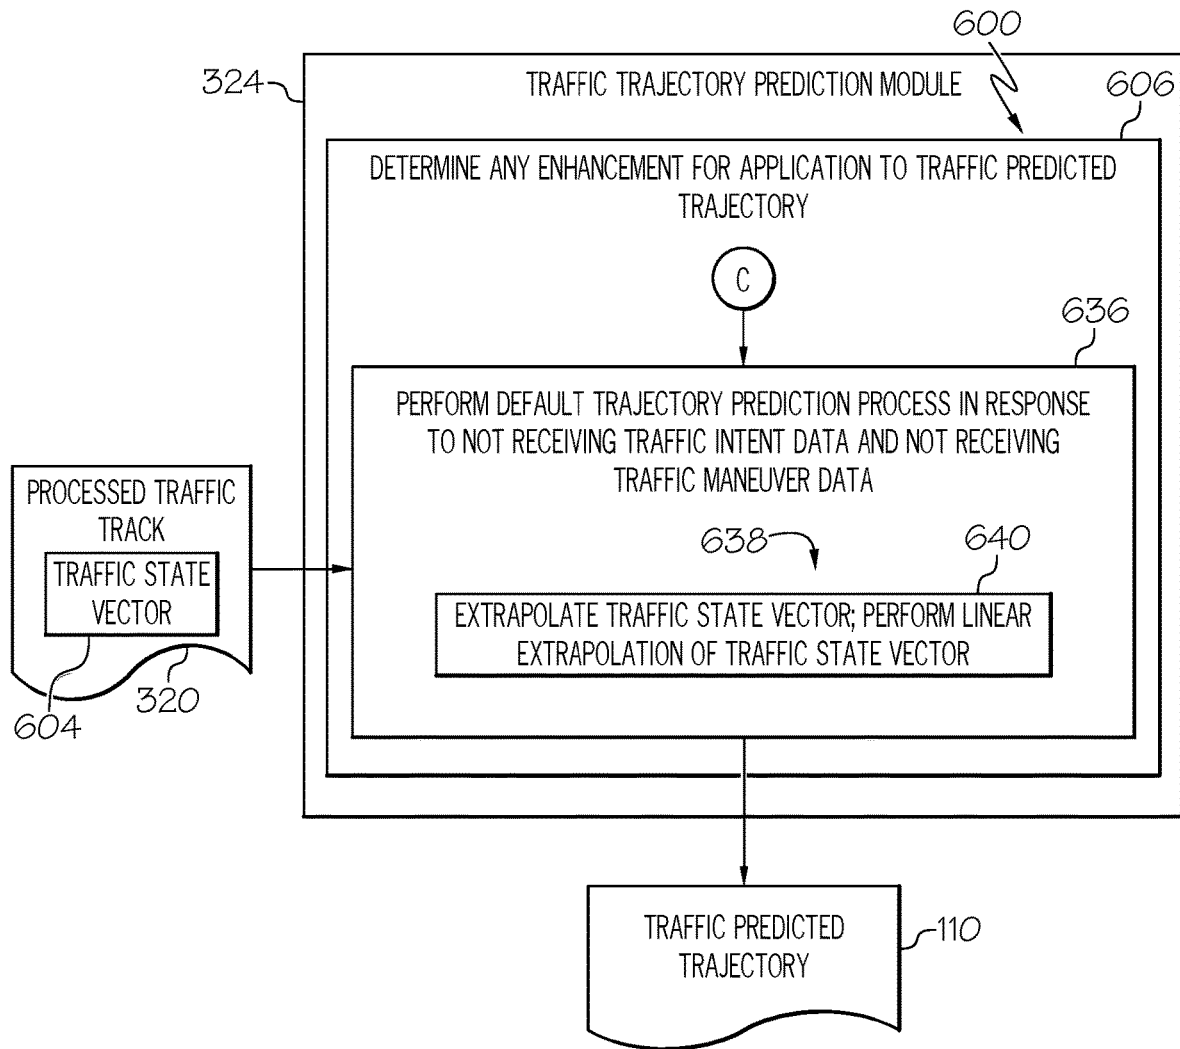 600
324
TRAFFIC TRAJECTORY PREDICTION MODULE
606
DETERMINE ANY ENHANCEMENT FOR APPLICATION TO TRAFFIC PREDICTED
TRAJECTORY
C
636
PERFORM DEFAULT TRAJECTORY PREDICTION PROCESS IN RESPONSE
TO NOT RECEIVING TRAFFIC INTENT DATA AND NOT RECEIVING
TRAFFIC MANEUVER DATA
PROCESSED TRAFFIC
TRACK
TRAFFIC STATE
VECTOR
604
320
638
640
EXTRAPOLATE TRAFFIC STATE VECTOR; PERFORM LINEAR
EXTRAPOLATION OF TRAFFIC STATE VECTOR
TRAFFIC PREDICTED
TRAJECTORY
110